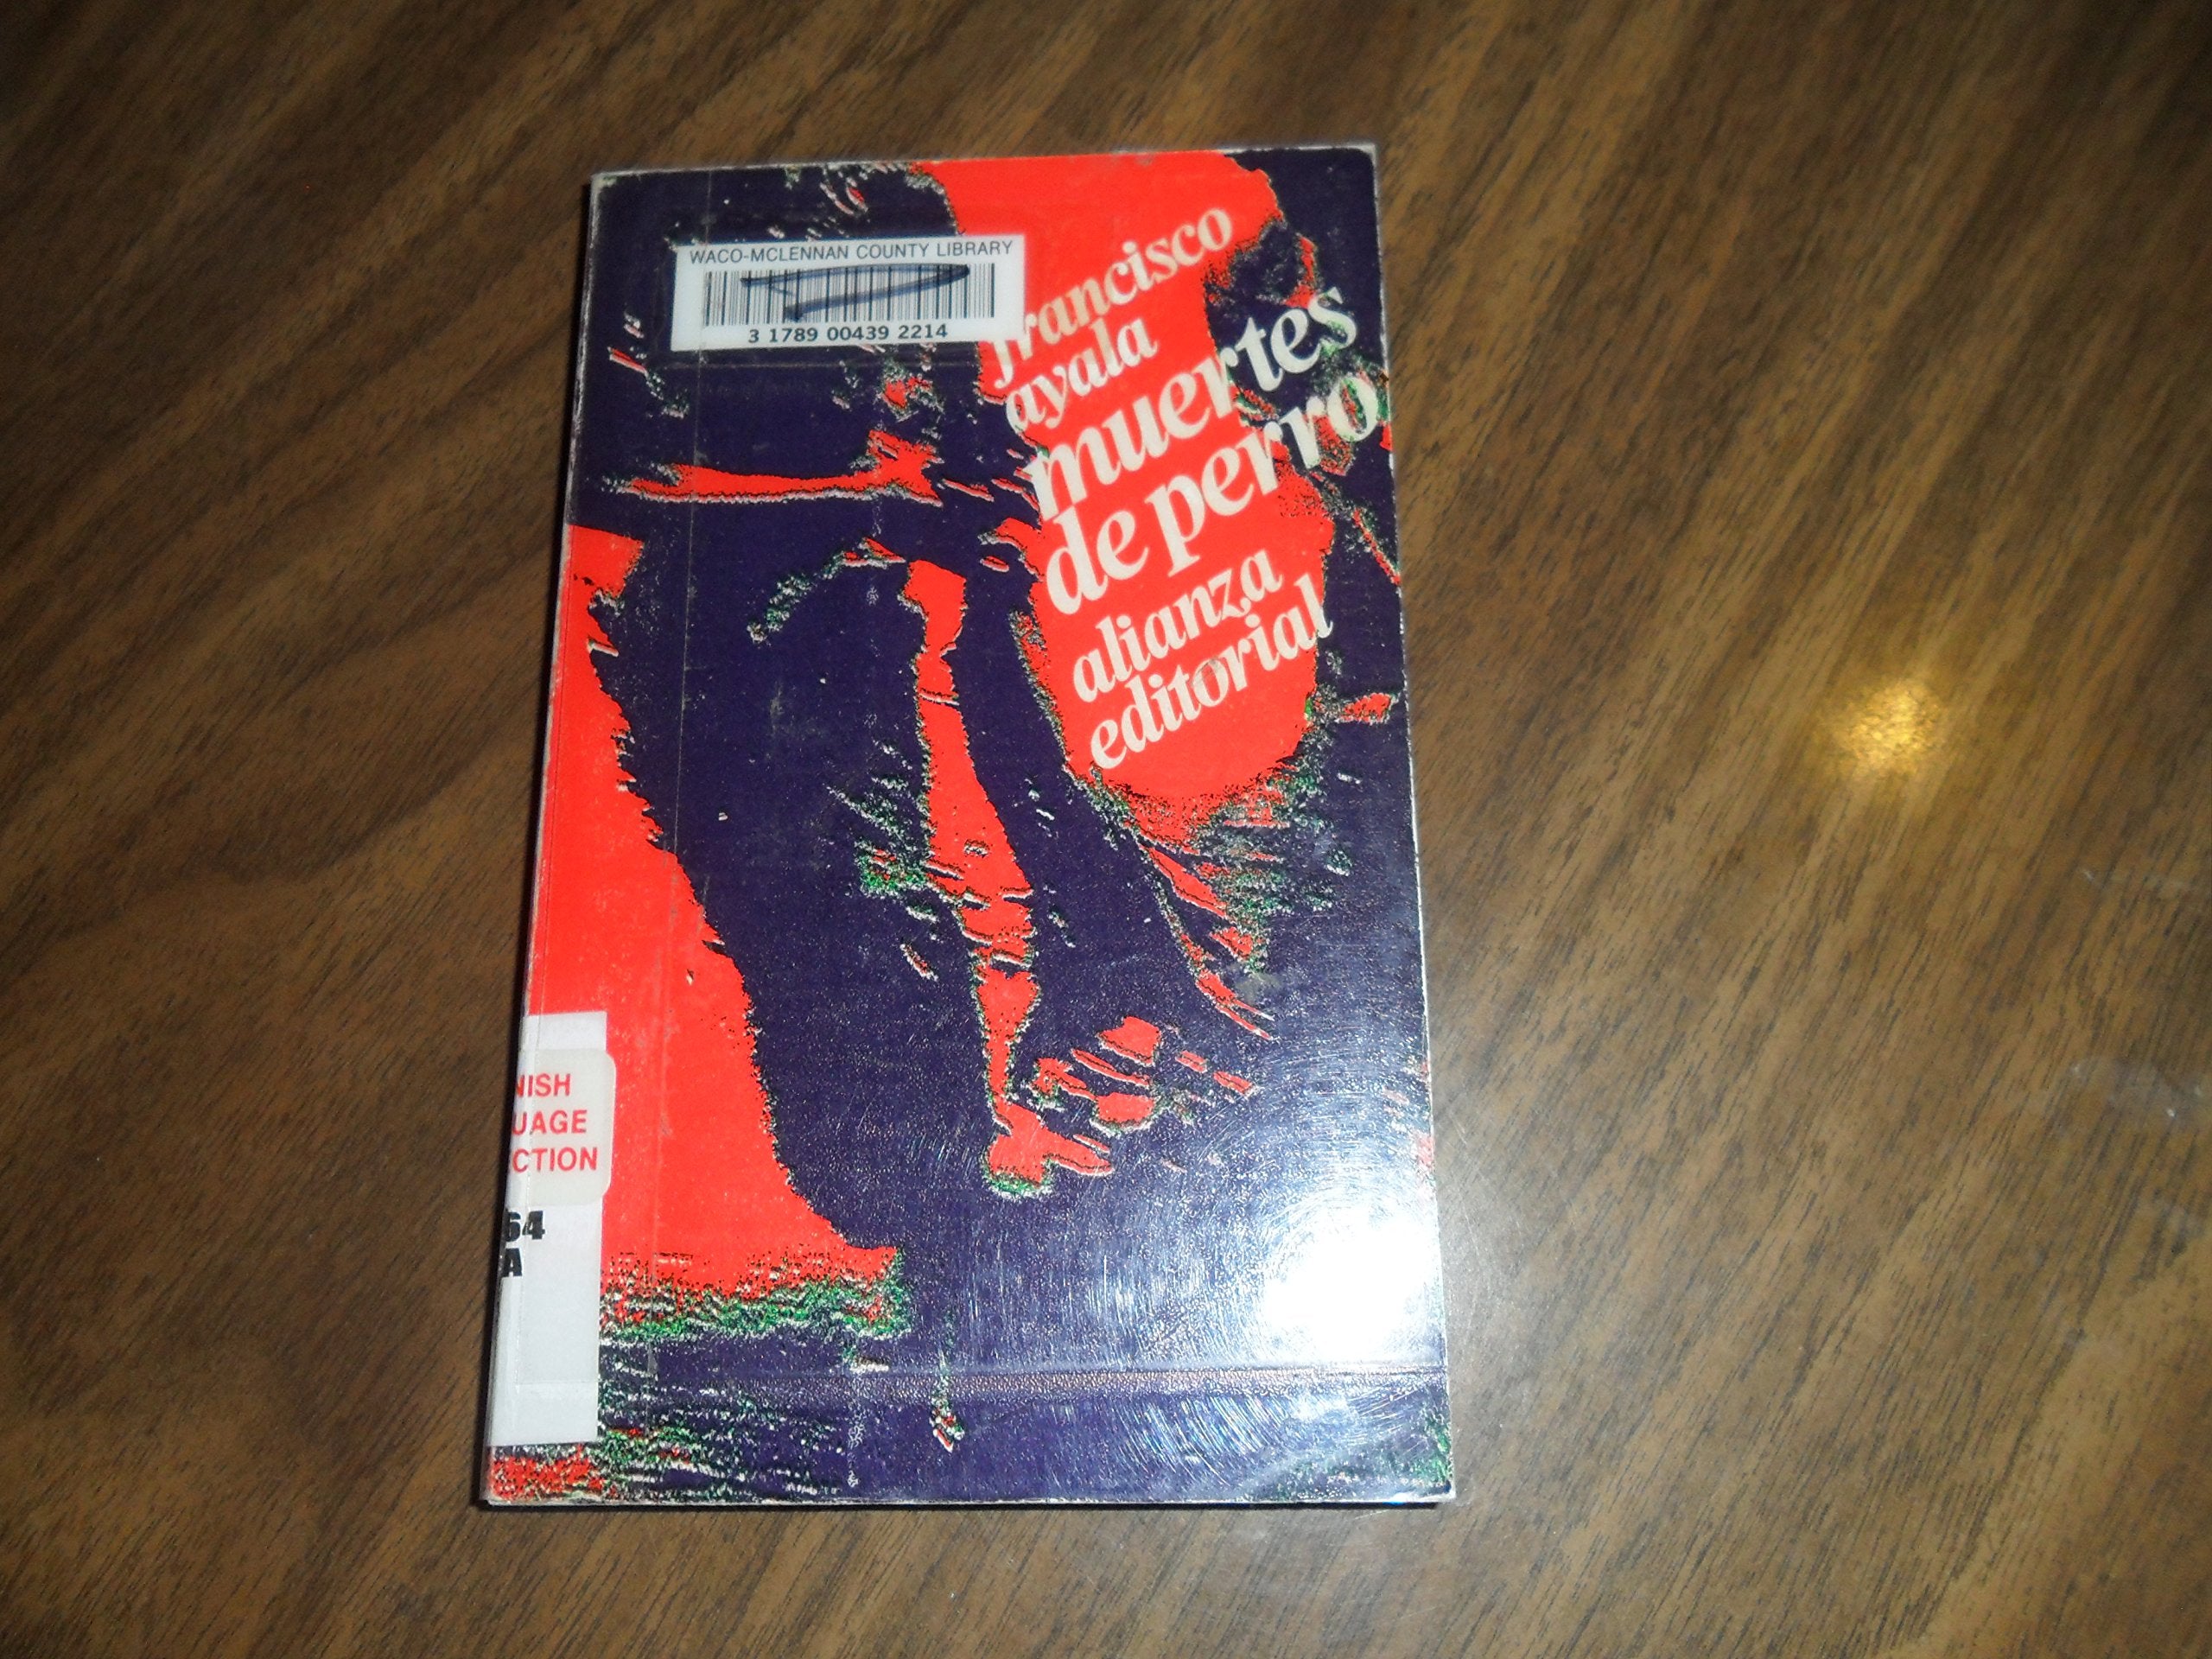 WACO-MCLENNAN COUNTY LIBRARY
3 1789 00439 2214
francisco
ayala
muertes
de perro
alianza
editorial
NISH
UAGE
CTION
64
A